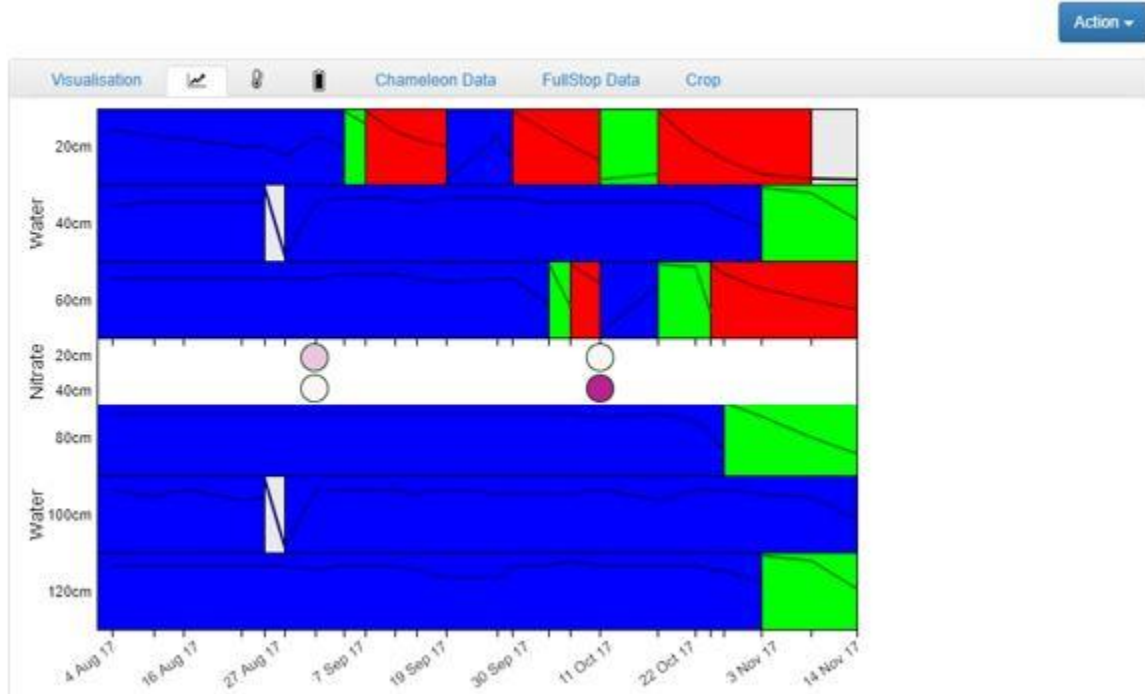 Action
Visualisation
Chameleon Data
FullStop Data
Crop
Water
20cm
40cm
60cm
Nitrate
20cm
40cm
Water
80cm
100cm
120cm
4 Aug 17
16 Aug 17
27 Aug 17
7 Sep 17
19 Sep 17
30 Sep 17
11 Oct 17
22 Oct 17
3 Nov 17
14 Nov 17